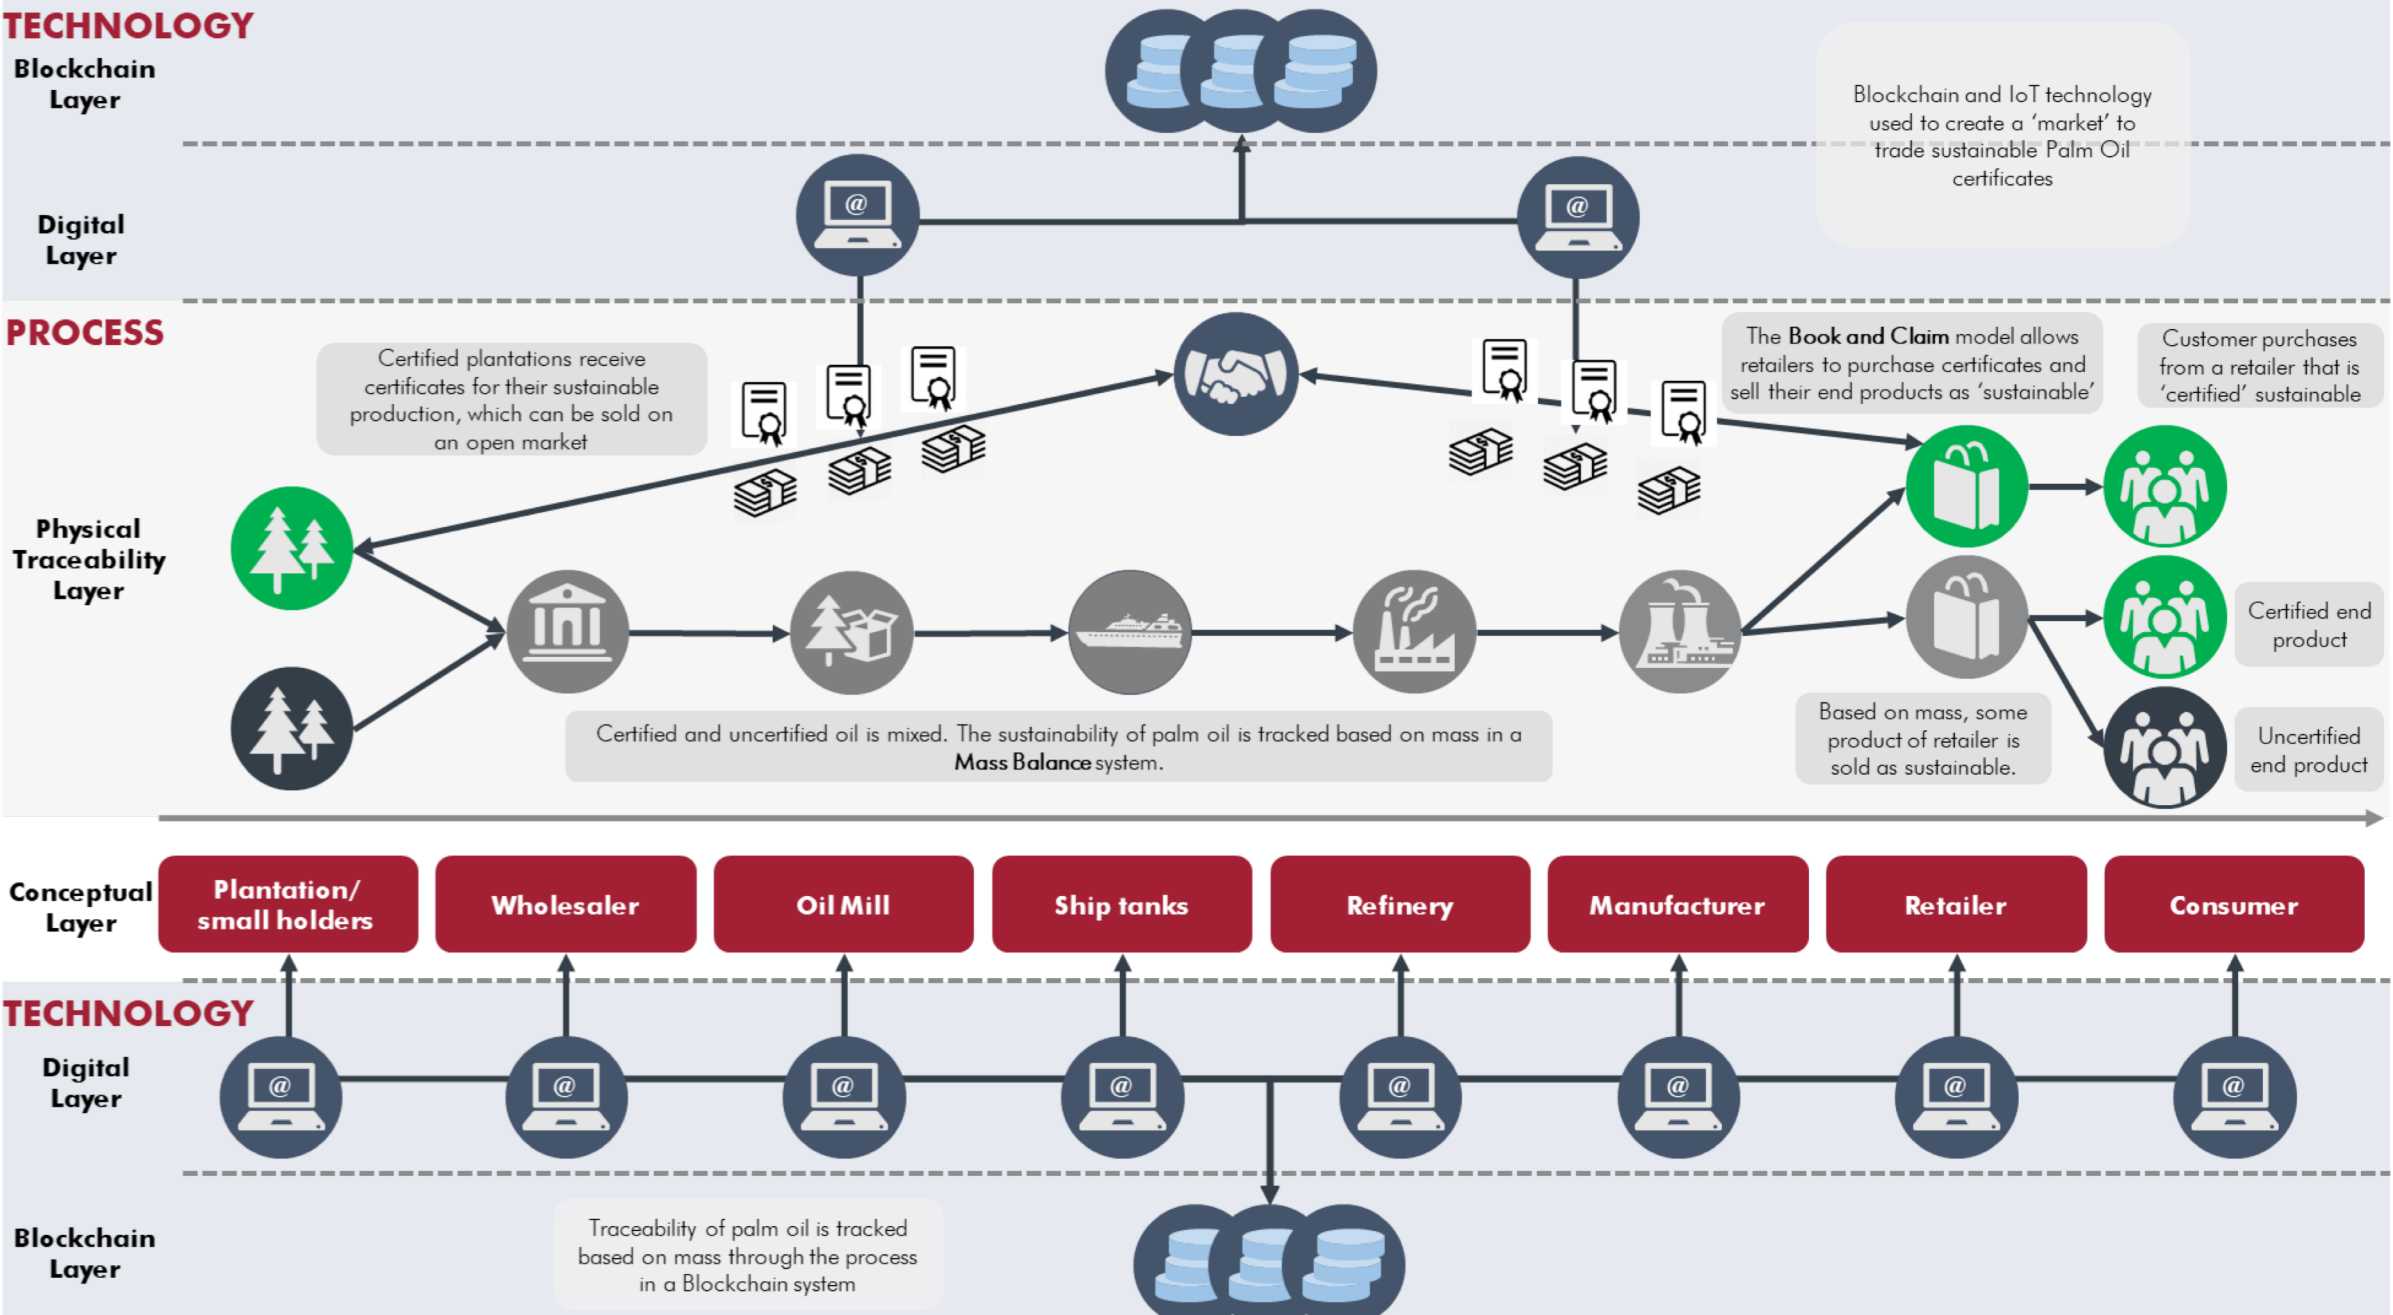 TECHNOLOGY
Blockchain
Layer
Blockchain and IoT technology
used to create a ‘market’ to
trade sustainable Palm Oil
certificates
@
@
Digital
Layer
PROCESS
Certified plantations receive
certificates for their sustainable
production, which can be sold on
an open market
The Book and Claim model allows
retailers to purchase certificates and
sell their end products as ‘sustainable’
Customer purchases
from a retailer that is
‘certified’ sustainable
$
$
$
$
$
$
Physical
Traceability
Layer
Certified end
product
Certified and uncertified oil is mixed. The sustainability of palm oil is tracked based on mass in a
Mass Balance system.
Based on mass, some
product of retailer is
sold as sustainable.
Uncertified
end product
Conceptual
Layer
Plantation/
small holders
Wholesaler
Oil Mill
Ship tanks
Refinery
Manufacturer
Retailer
Consumer
TECHNOLOGY
Digital
Layer
@
@
@
@
@
@
@
@
Blockchain
Layer
Traceability of palm oil is tracked
based on mass through the process
in a Blockchain system